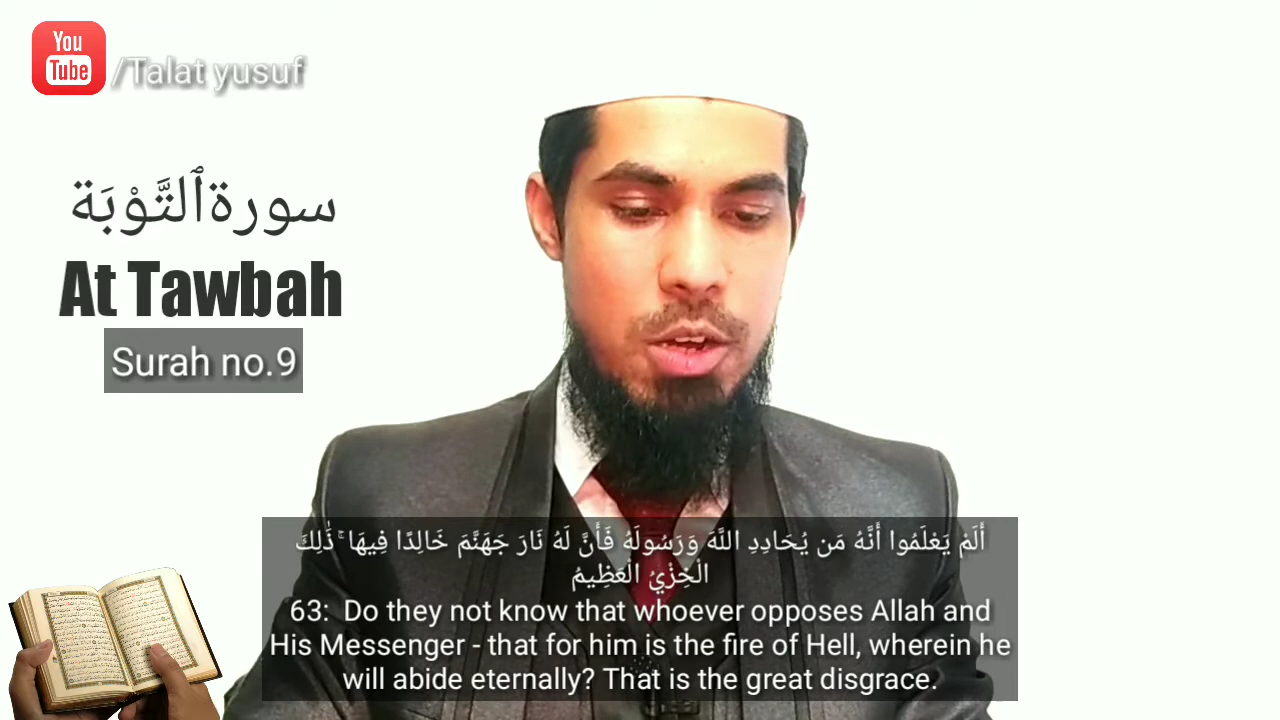 You
Tube
/Talat yusuf
سورةٱلتَّوْبَة
At Tawbah
Surah no.9
أَلَمْ يَعْلَمُوا أَنَّهُ مَن يُحَادِدِ اللَّهَ وَرَسُولَهُ فَأَنَّ لَهُ نَارَ جَهَنَّمَ خَالِدًا فِيهَا ۚ ذَٰلِكَ
الْخِزْيُ الْعَظِيمُ
63:  Do they not know that whoever opposes Allah and
His Messenger - that for him is the fire of Hell, wherein he
will abide eternally? That is the great disgrace.